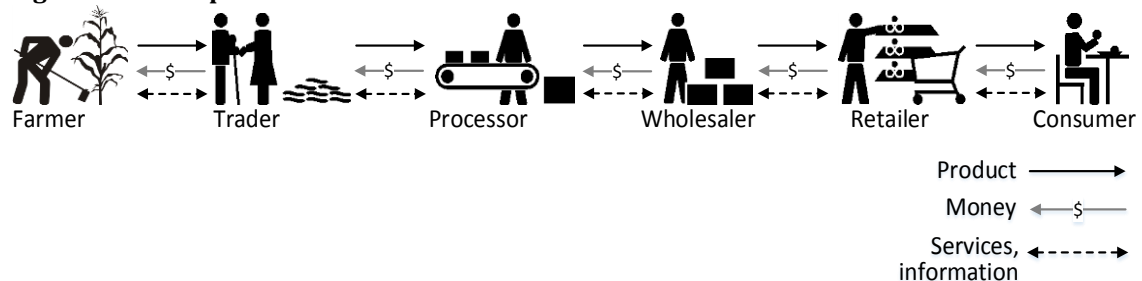 $ $ $ $ $
Farmer Trader Processor Wholesaler Retailer Consumer
Product
Money $
Services,
information